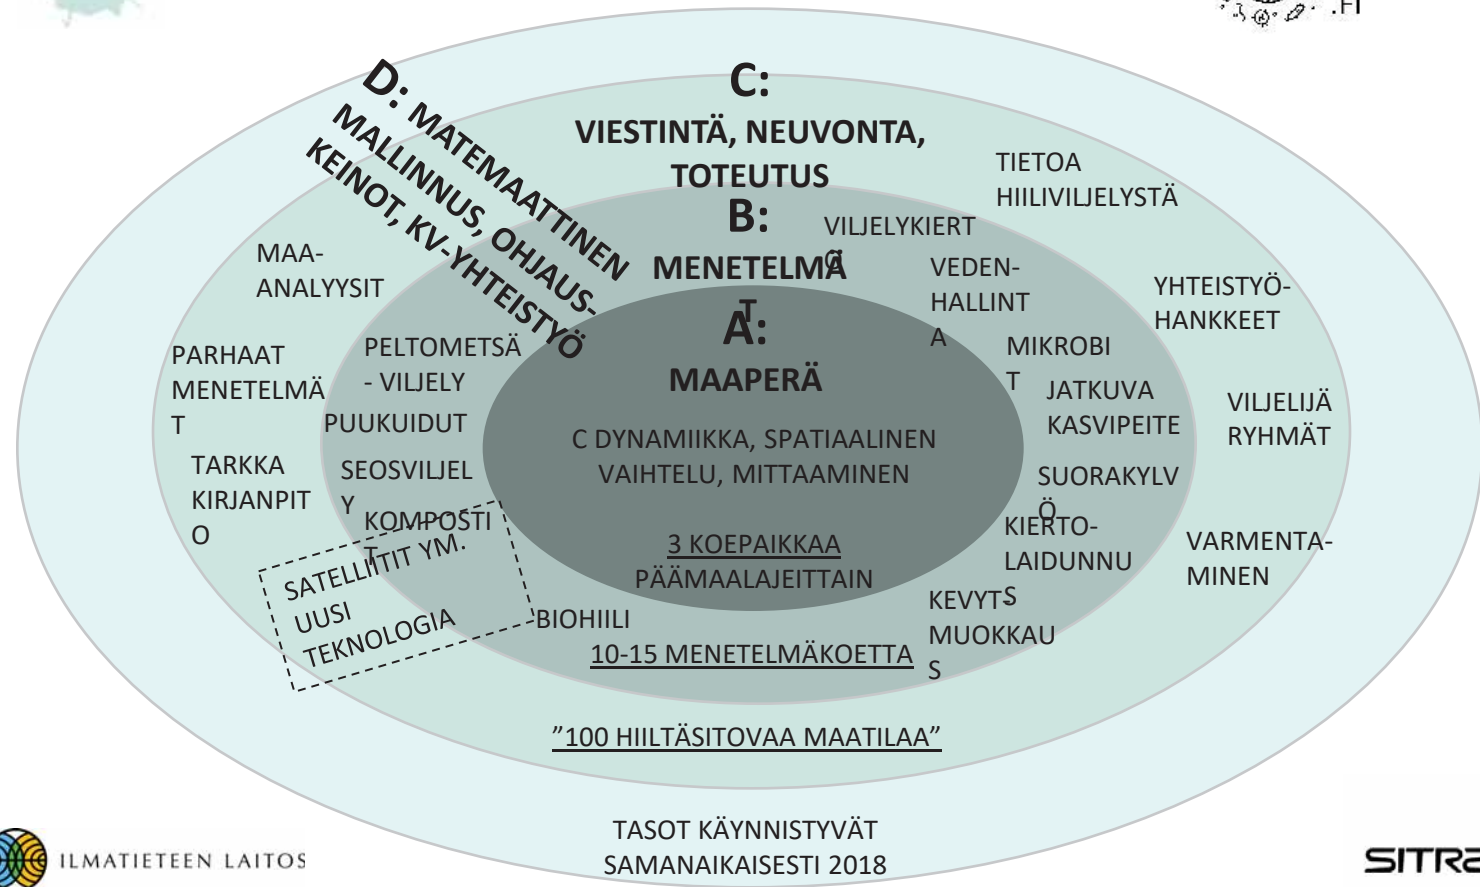 .FI
D: MATEMAATTINEN
MALLINNUS, OHJAUS-
KEINOT, KV-YHTEISTYÖ
C:
VIESTINTÄ, NEUVONTA,
TOTEUTUS
TIETOA
HIILIVILJELYSTÄ
B:
MENETELMÄ
T
VILJELYKIERT
O
VEDEN-
HALLINT
A
MAA-
ANALYYSIT
YHTEISTYÖ-
HANKKEET
A:
MAAPERÄ
PARHAAT
MENETELMÄ
T
PELTOMETSÄ
- VILJELY
MIKROBI
T
PUUKUIDUT
JATKUVA
KASVIPEITE
VILJELIJÄ
RYHMÄT
C DYNAMIIKKA, SPATIAALINEN
VAIHTELU, MITTAAMINEN
TARKKA
KIRJANPIT
O
SEOSVILJEL
Y
KOMPOSTI
T
SUORAKYLV
Ö
KIERTO-
LAIDUNNU
S
VARMENTA-
MINEN
3 KOEPAIKKAA
PÄÄMAALAJEITTAIN
SATELLIITIT YM.
UUSI
TEKNOLOGIA
BIOHIILI
KEVYT-
MUOKKAU
S
10-15 MENETELMÄKOETTA
”100 HIILTÄSITOVAA MAATILAA”
TASOT KÄYNNISTYVÄT
SAMANAIKAISESTI 2018
ILMATIETEEN LAITOS
SITRA